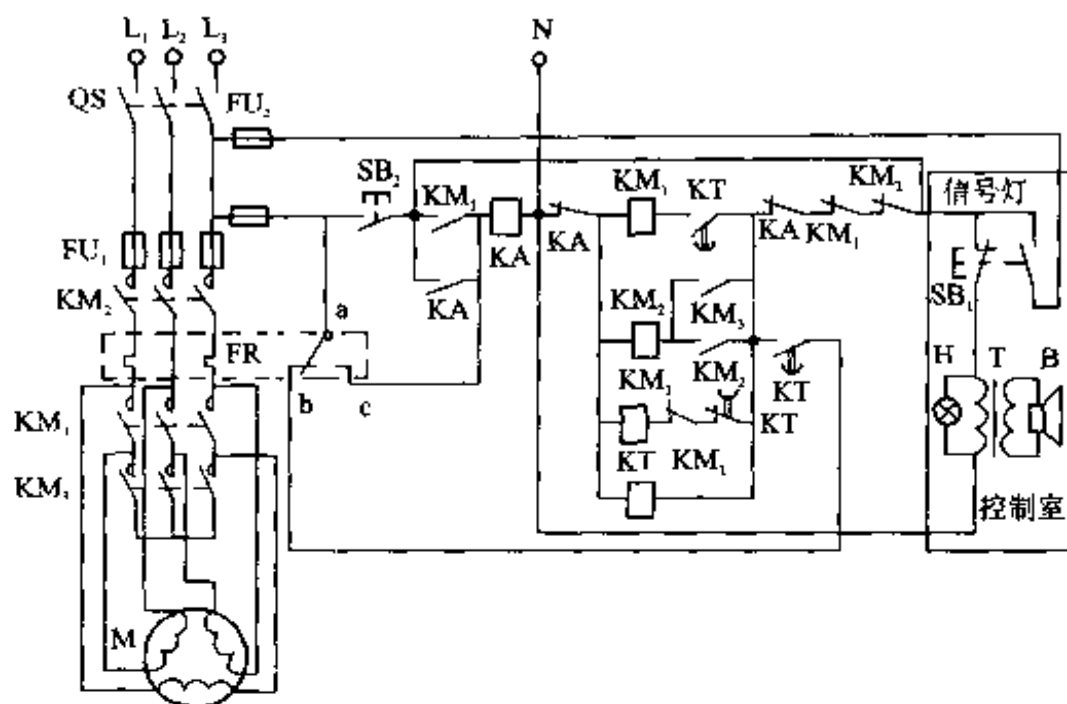 L₁ L₂ L₃ N
QS FU₂
SB₂ KM₃ KM₁ KT KM₂ 信号灯
KA KA KA KM₁
FU₁
KM₂ KA KM₂ KM₃ SB₁
a
FR KM₂ KT H T B
b c KM₁ KT
KM₁ KT KM₁
KM₃ 控制室
M